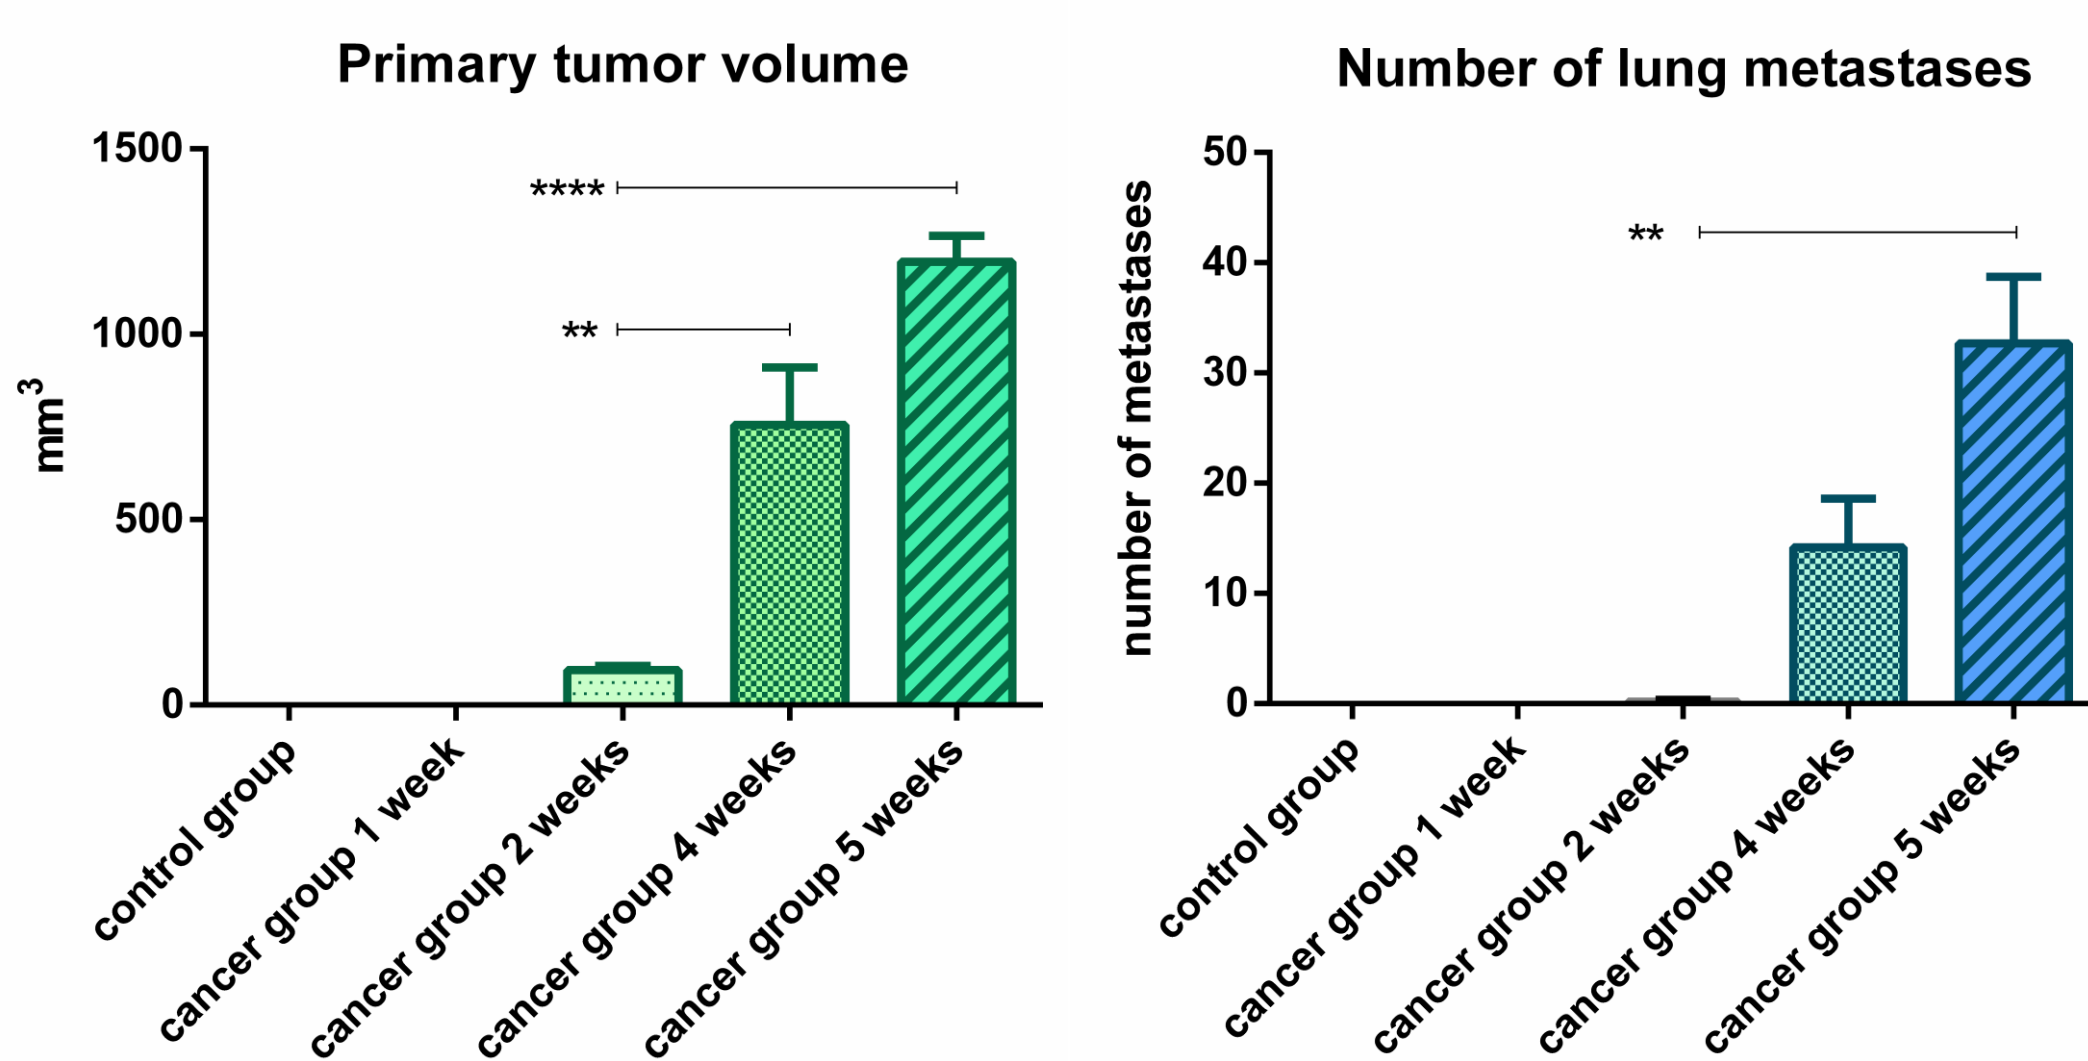 Primary tumor volume
1500
1000
500
0
mm³
****
**
control group
cancer group 1 week
cancer group 2 weeks
cancer group 4 weeks
cancer group 5 weeks
Number of lung metastases
50
40
30
20
10
0
number of metastases
**
control group
cancer group 1 week
cancer group 2 weeks
cancer group 4 weeks
cancer group 5 weeks